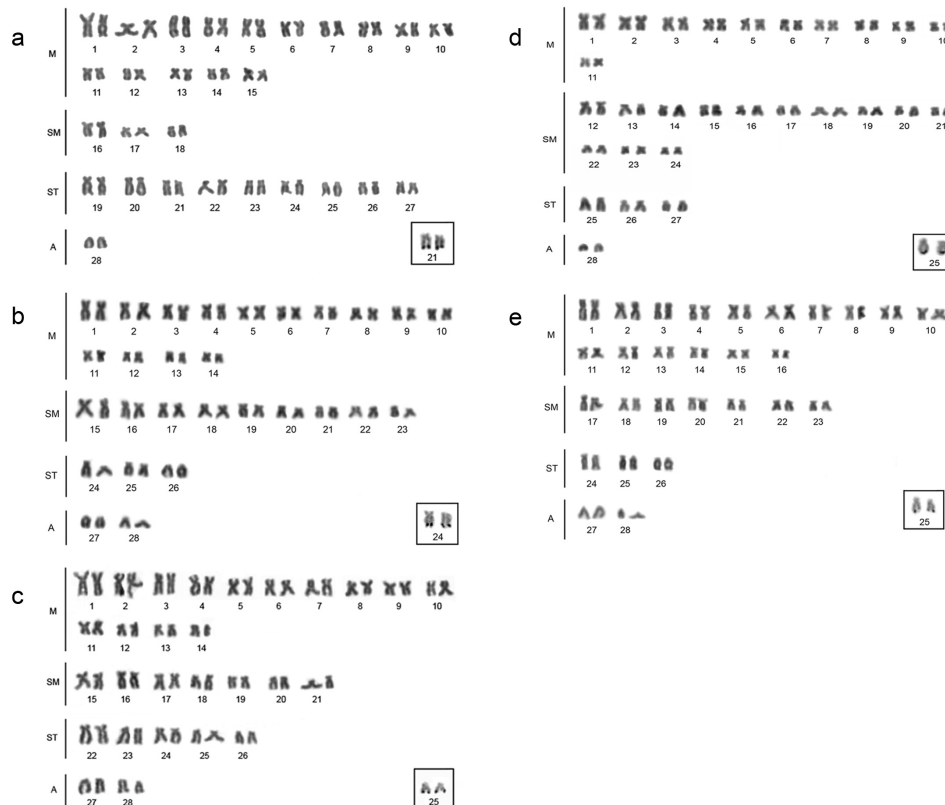 a
M
1 2 3 4 5 6 7 8 9 10
11 12 13 14 15
SM
16 17 18
ST
19 20 21 22 23 24 25 26 27
A
28
21
b
M
1 2 3 4 5 6 7 8 9 10
11 12 13 14
SM
15 16 17 18 19 20 21 22 23
ST
24 25 26
A
27 28
24
c
M
1 2 3 4 5 6 7 8 9 10
11 12 13 14
SM
15 16 17 18 19 20 21
ST
22 23 24 25 26
A
27 28
25
d
M
1 2 3 4 5 6 7 8 9 10
11
SM
12 13 14 15 16 17 18 19 20 21
22 23 24
ST
25 26 27
A
28
25
e
M
1 2 3 4 5 6 7 8 9 10
11 12 13 14 15 16
SM
17 18 19 20 21 22 23
ST
24 25 26
A
27 28
25